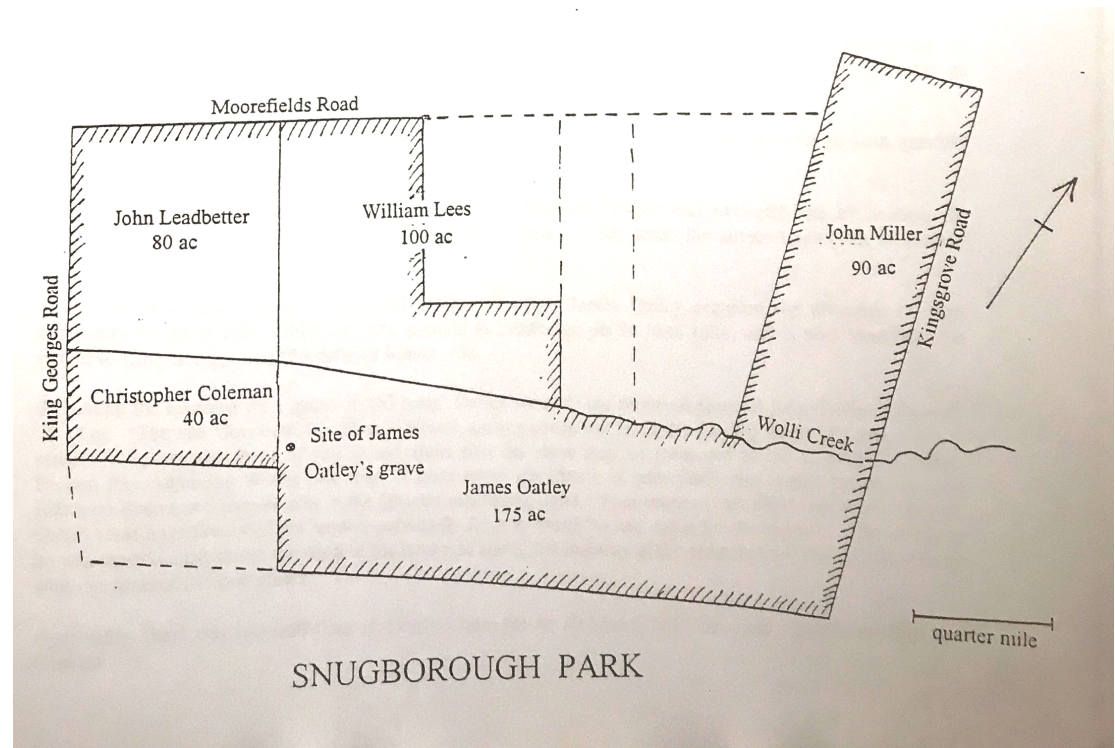 Moorefields Road
John Leadbetter
80 ac
William Lees
100 ac
John Miller
90 ac
King Georges Road
Kingsgrove Road
Christopher Coleman
40 ac
Site of James
Oatley's grave
Wolli Creek
James Oatley
175 ac
quarter mile
SNUGBOROUGH PARK